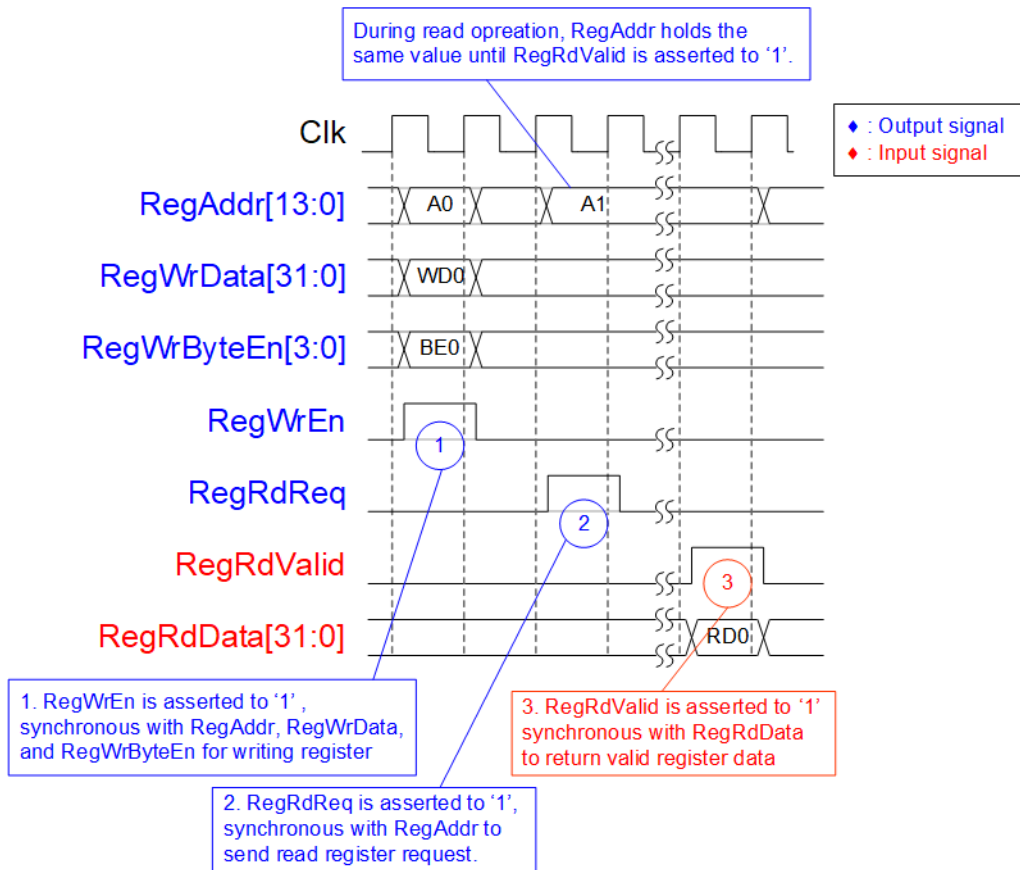 During read opreation, RegAddr holds the
same value until RegRdValid is asserted to ‘1’.
Clk
♦ : Output signal
♦ : Input signal
RegAddr[13:0]
A0
A1
RegWrData[31:0]
WD0
RegWrByteEn[3:0]
BE0
RegWrEn
1
RegRdReq
2
RegRdValid
3
RegRdData[31:0]
RD0
1. RegWrEn is asserted to ‘1’ ,
synchronous with RegAddr, RegWrData,
and RegWrByteEn for writing register
3. RegRdValid is asserted to ‘1’
synchronous with RegRdData
to return valid register data
2. RegRdReq is asserted to ‘1’,
synchronous with RegAddr to
send read register request.